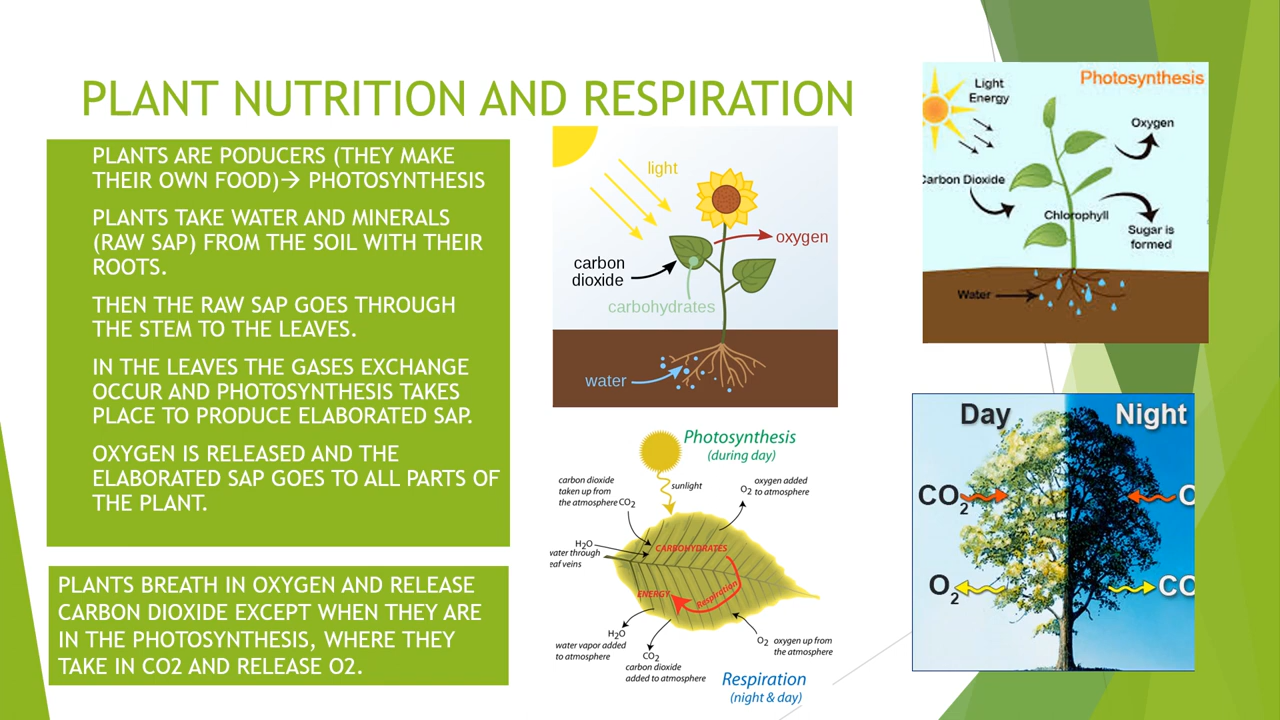 PLANT NUTRITION AND RESPIRATION
PLANTS ARE PODUCERS (THEY MAKE
THEIR OWN FOOD)→ PHOTOSYNTHESIS
PLANTS TAKE WATER AND MINERALS
(RAW SAP) FROM THE SOIL WITH THEIR
ROOTS.
THEN THE RAW SAP GOES THROUGH
THE STEM TO THE LEAVES.
IN THE LEAVES THE GASES EXCHANGE
OCCUR AND PHOTOSYNTHESIS TAKES
PLACE TO PRODUCE ELABORATED SAP.
OXYGEN IS RELEASED AND THE
ELABORATED SAP GOES TO ALL PARTS OF
THE PLANT.
PLANTS BREATH IN OXYGEN AND RELEASE
CARBON DIOXIDE EXCEPT WHEN THEY ARE
IN THE PHOTOSYNTHESIS, WHERE THEY
TAKE IN CO2 AND RELEASE O2.
light
oxygen
carbon
dioxide
carbohydrates
water
Photosynthesis
(during day)
sunlight
carbon dioxide
taken up from
the atmosphere CO2
oxygen added
O2 to atmosphere
H2O
water through
eaf veins
CARBOHYDRATES
ENERGY
Respiration
H2O
water vapor added
to atmosphere
CO2
carbon dioxide
added to atmosphere
O2 oxygen up from
the atmosphere
Respiration
(night & day)
Photosynthesis
Light
Energy
Oxygen
Carbon Dioxide
Chlorophyll
Sugar is
formed
Water
Day
Night
CO2
O
O2
CO